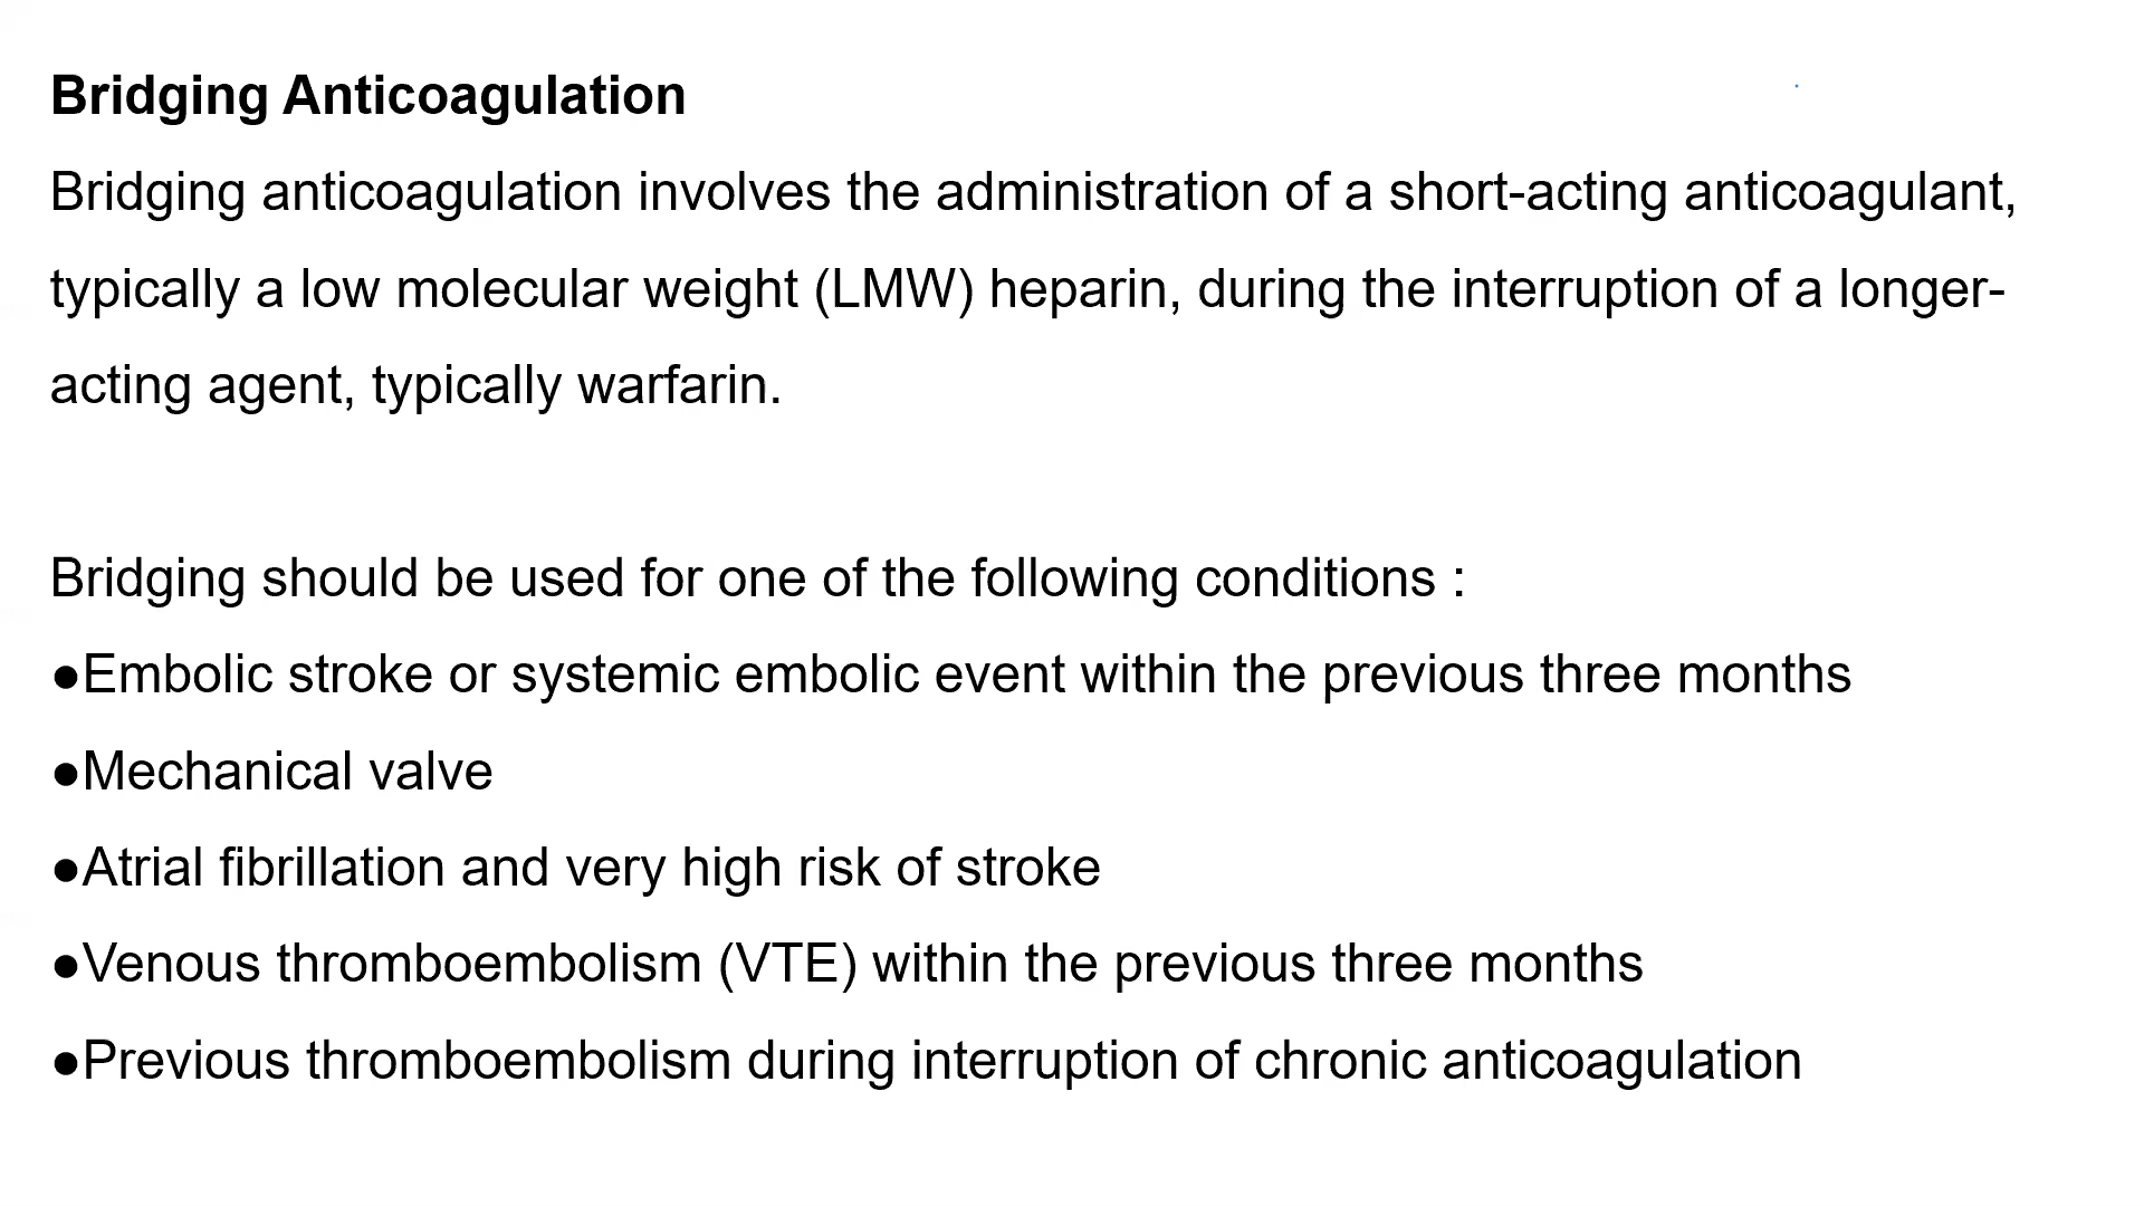 Bridging Anticoagulation
Bridging anticoagulation involves the administration of a short-acting anticoagulant,
typically a low molecular weight (LMW) heparin, during the interruption of a longer-
acting agent, typically warfarin.
Bridging should be used for one of the following conditions :
●Embolic stroke or systemic embolic event within the previous three months
●Mechanical valve
●Atrial fibrillation and very high risk of stroke
●Venous thromboembolism (VTE) within the previous three months
●Previous thromboembolism during interruption of chronic anticoagulation